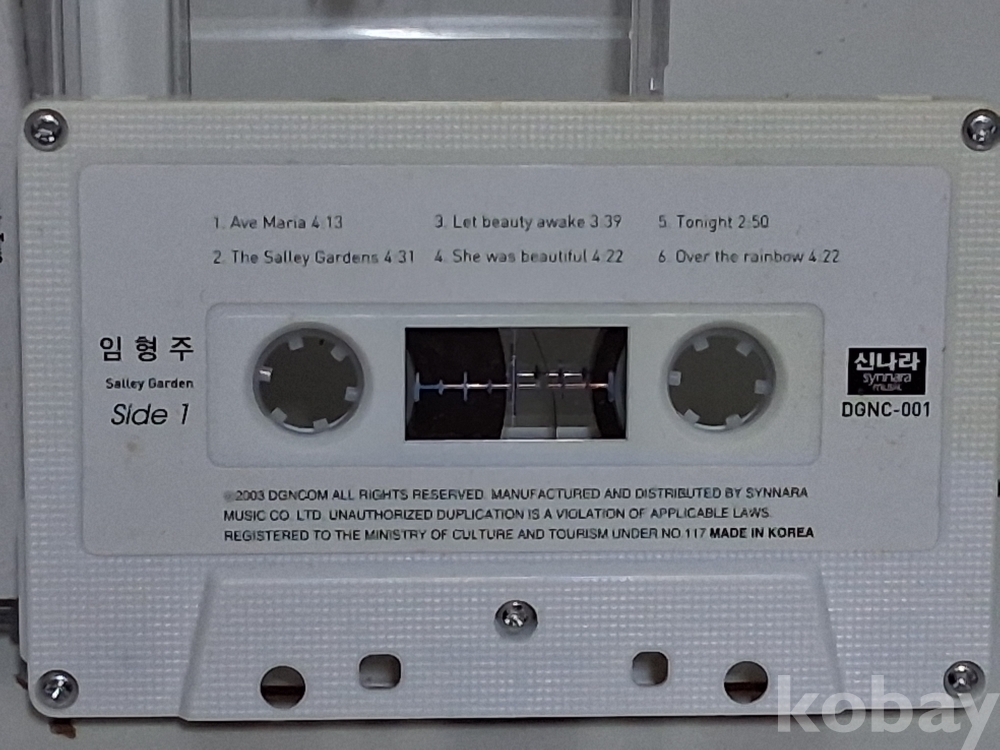 1. Ave Maria 4:13
2. The Salley Gardens 4:31
3. Let beauty awake 3:39
4. She was beautiful 4:22
5. Tonight 2:50
6. Over the rainbow 4:22
임형주
Salley Garden
Side 1
신나라
synnara
music
DGNC-001
℗2003 DGNCOM ALL RIGHTS RESERVED. MANUFACTURED AND DISTRIBUTED BY SYNNARA
MUSIC CO. LTD. UNAUTHORIZED DUPLICATION IS A VIOLATION OF APPLICABLE LAWS.
REGISTERED TO THE MINISTRY OF CULTURE AND TOURISM UNDER NO.117 MADE IN KOREA
kobay